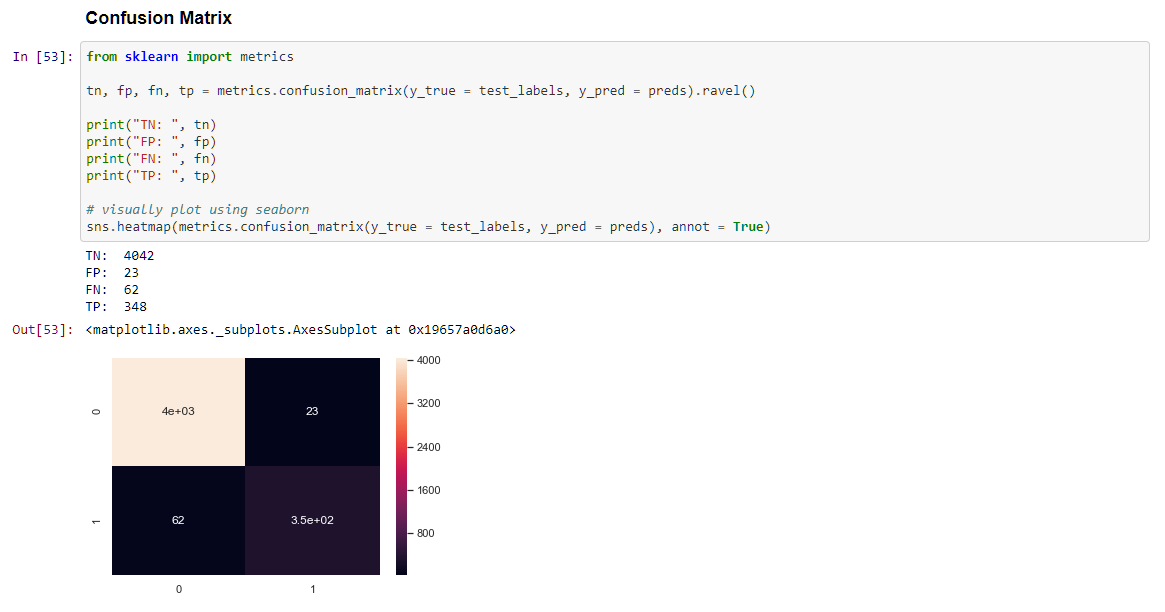 Confusion Matrix
In [53]: from sklearn import metrics
tn, fp, fn, tp = metrics.confusion_matrix(y_true = test_labels, y_pred = preds).ravel()
print("TN: ", tn)
print("FP: ", fp)
print("FN: ", fn)
print("TP: ", tp)
# visually plot using seaborn
sns.heatmap(metrics.confusion_matrix(y_true = test_labels, y_pred = preds), annot = True)
TN:  4042
FP:  23
FN:  62
TP:  348
Out[53]: <matplotlib.axes._subplots.AxesSubplot at 0x19657a0d6a0>
4000
0 4e+03 23
3200
2400
1600
1 62 3.5e+02
800
0 1